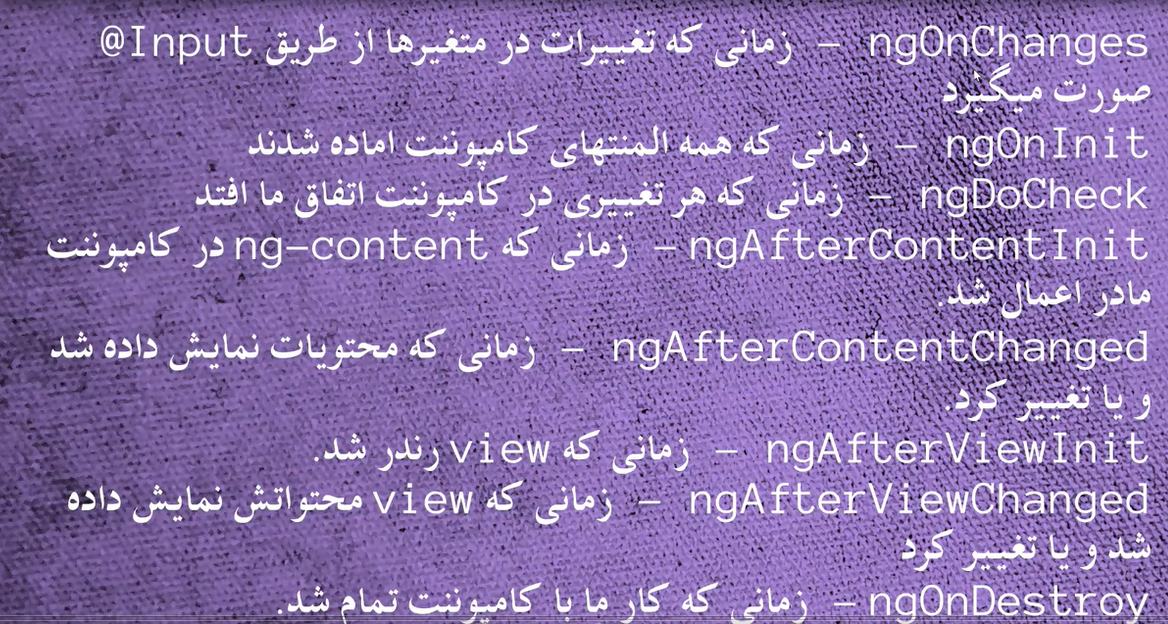 ngOnChanges – زمانی که تغییرات در متغیرها از طریق @Input
صورت میگیرد
ngOnInit – زمانی که همه المنتهای کامپوننت اماده شدند
ngDoCheck – زمانی که هر تغییری در کامپوننت اتفاق ما افتد
ngAfterContentInit – زمانی که ng-content در کامپوننت
مادر اعمال شد.
ngAfterContentChanged – زمانی که محتویات نمایش داده شد
و یا تغییر کرد.
ngAfterViewInit – زمانی که view رندر شد.
ngAfterViewChanged – زمانی که view محتواتش نمایش داده
شد و یا تغییر کرد
ngOnDestroy – زمانی که کار ما با کامپوننت تمام شد.